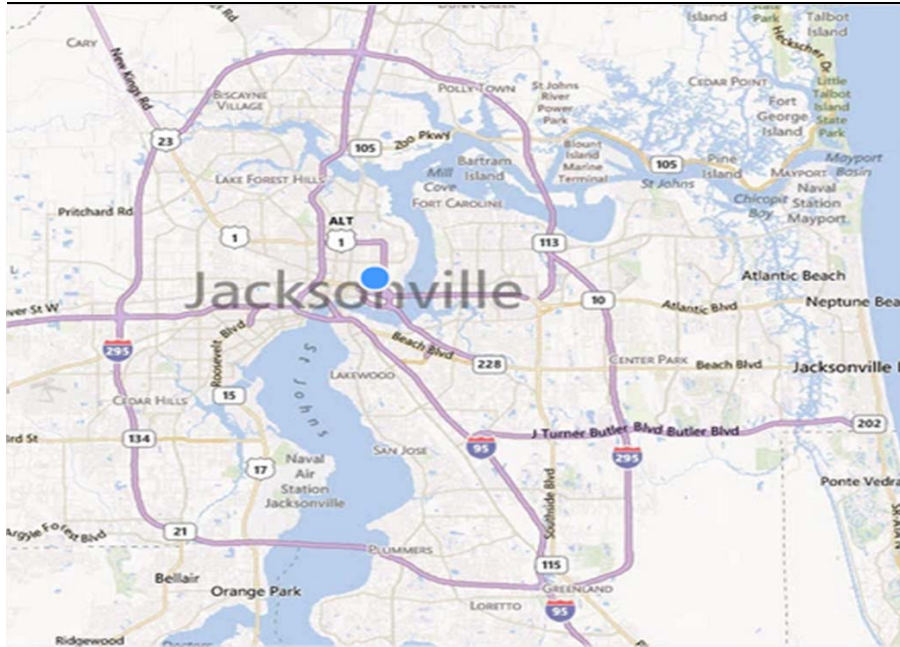 Island
State
Park
Talbot
Island
Heckscher Dr
CARY
New Kings Rd
Rd
POLLY TOWN
CEDAR POINT
BISCAYNE
VILLAGE
St Johns
River
Power
Park
Little
Talbot
Island
State
Park
Fort
George
Island
23
105
Zoo Pkwy
Blount
Island
Marine
Terminal
Bartram
Island
105
Pine
Island
Mayport
Basin
MAYPORT
LAKE FOREST HILLS
Mill
Cove
St Johns
Naval
Station
Mayport
FORT CAROLINE
Chicopit
Bay
Pritchard Rd
ALT
1
1
113
Atlantic Beach
Jacksonville
10
Atlantic Blvd
Neptune Bea
ver St W
Roosevelt Blvd
Beach Blvd
295
St Johns
228
CENTER PARK
Beach Blvd
Jacksonville
LAKEWOOD
15
CEDAR HILLS
202
J Turner Butler Blvd
Butler Blvd
3rd St
134
95
295
SAN JOSE
17
Naval
Air
Station
Jacksonville
Southside Blvd
Ponte Vedra
21
Argyle Forest Blvd
PLUMMERS
115
Bellair
Orange Park
GREENLAND
LORETTO
95
Ridgewood